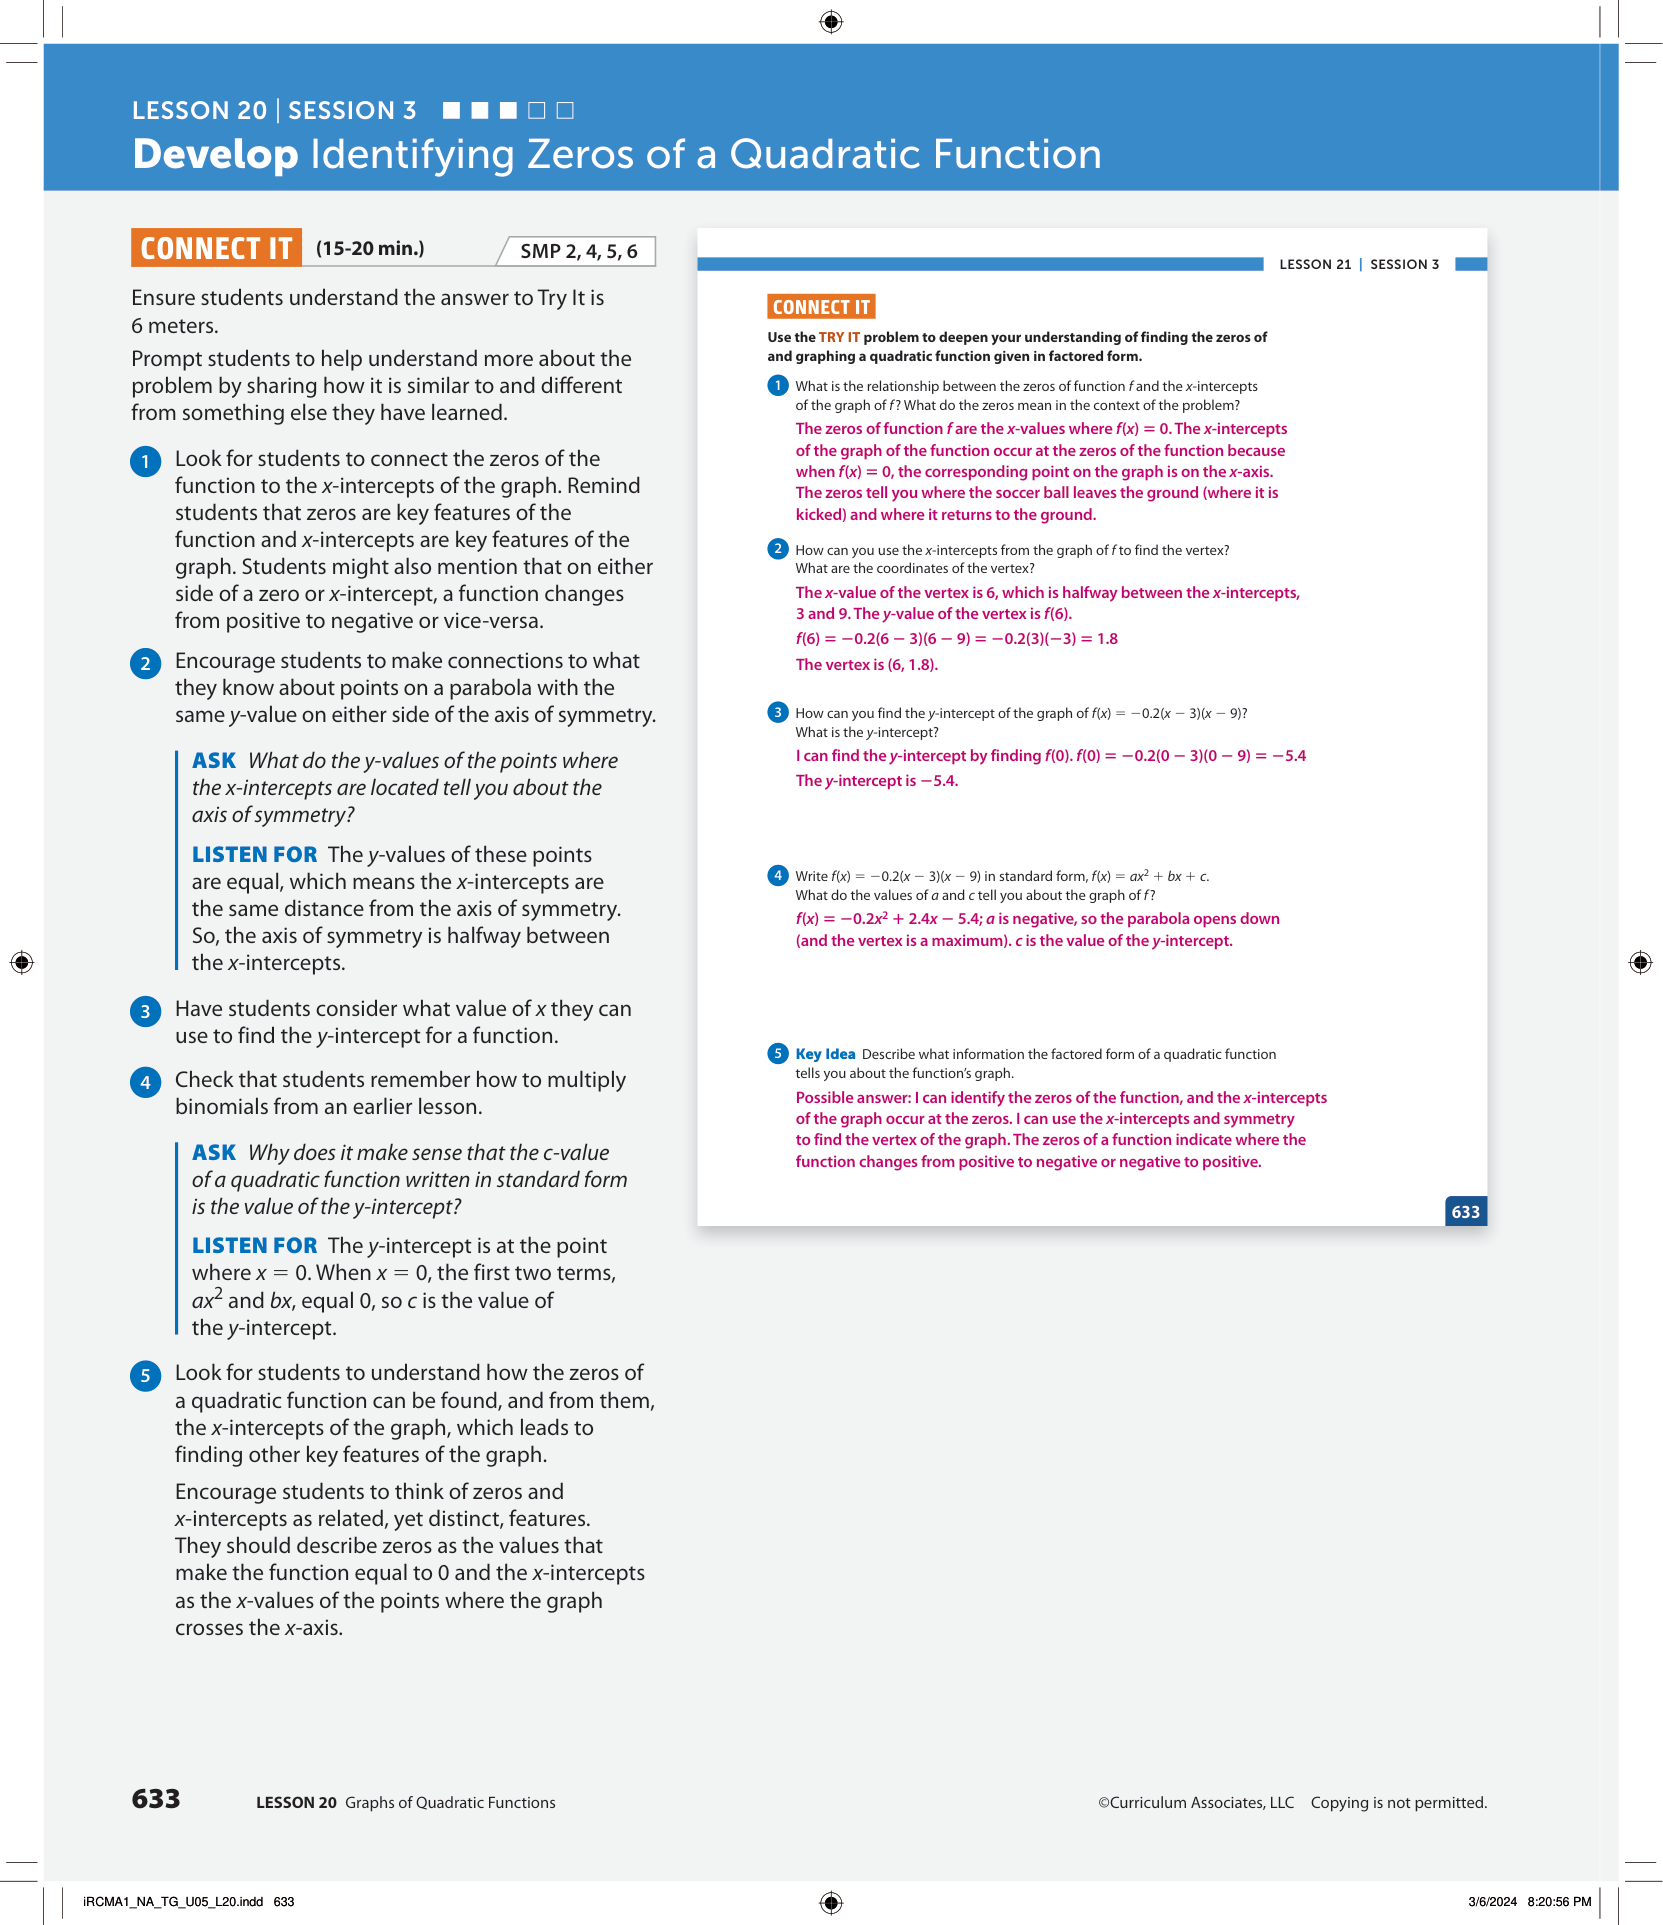 LESSON 20 | SESSION 3
Develop Identifying Zeros of a Quadratic Function
CONNECT IT (15-20 min.) SMP 2, 4, 5, 6
Ensure students understand the answer to Try It is
6 meters.
Prompt students to help understand more about the
problem by sharing how it is similar to and different
from something else they have learned.
1 Look for students to connect the zeros of the
function to the x-intercepts of the graph. Remind
students that zeros are key features of the
function and x-intercepts are key features of the
graph. Students might also mention that on either
side of a zero or x-intercept, a function changes
from positive to negative or vice-versa.
2 Encourage students to make connections to what
they know about points on a parabola with the
same y-value on either side of the axis of symmetry.
ASK What do the y-values of the points where
the x-intercepts are located tell you about the
axis of symmetry?
LISTEN FOR The y-values of these points
are equal, which means the x-intercepts are
the same distance from the axis of symmetry.
So, the axis of symmetry is halfway between
the x-intercepts.
3 Have students consider what value of x they can
use to find the y-intercept for a function.
4 Check that students remember how to multiply
binomials from an earlier lesson.
ASK Why does it make sense that the c-value
of a quadratic function written in standard form
is the value of the y-intercept?
LISTEN FOR The y-intercept is at the point
where x = 0. When x = 0, the first two terms,
ax² and bx, equal 0, so c is the value of
the y-intercept.
5 Look for students to understand how the zeros of
a quadratic function can be found, and from them,
the x-intercepts of the graph, which leads to
finding other key features of the graph.
Encourage students to think of zeros and
x-intercepts as related, yet distinct, features.
They should describe zeros as the values that
make the function equal to 0 and the x-intercepts
as the x-values of the points where the graph
crosses the x-axis.
LESSON 21 | SESSION 3
CONNECT IT
Use the TRY IT problem to deepen your understanding of finding the zeros of
and graphing a quadratic function given in factored form.
1 What is the relationship between the zeros of function f and the x-intercepts
of the graph of f? What do the zeros mean in the context of the problem?
The zeros of function f are the x-values where f(x) = 0. The x-intercepts
of the graph of the function occur at the zeros of the function because
when f(x) = 0, the corresponding point on the graph is on the x-axis.
The zeros tell you where the soccer ball leaves the ground (where it is
kicked) and where it returns to the ground.
2 How can you use the x-intercepts from the graph of f to find the vertex?
What are the coordinates of the vertex?
The x-value of the vertex is 6, which is halfway between the x-intercepts,
3 and 9. The y-value of the vertex is f(6).
f(6) = −0.2(6 − 3)(6 − 9) = −0.2(3)(−3) = 1.8
The vertex is (6, 1.8).
3 How can you find the y-intercept of the graph of f(x) = −0.2(x − 3)(x − 9)?
What is the y-intercept?
I can find the y-intercept by finding f(0). f(0) = −0.2(0 − 3)(0 − 9) = −5.4
The y-intercept is −5.4.
4 Write f(x) = −0.2(x − 3)(x − 9) in standard form, f(x) = ax² + bx + c.
What do the values of a and c tell you about the graph of f?
f(x) = −0.2x² + 2.4x − 5.4; a is negative, so the parabola opens down
(and the vertex is a maximum). c is the value of the y-intercept.
5 Key Idea Describe what information the factored form of a quadratic function
tells you about the function's graph.
Possible answer: I can identify the zeros of the function, and the x-intercepts
of the graph occur at the zeros. I can use the x-intercepts and symmetry
to find the vertex of the graph. The zeros of a function indicate where the
function changes from positive to negative or negative to positive.
633
633 LESSON 20 Graphs of Quadratic Functions ©Curriculum Associates, LLC Copying is not permitted.
iRCMA1_NA_TG_U05_L20.indd 633 3/6/2024 8:20:56 PM